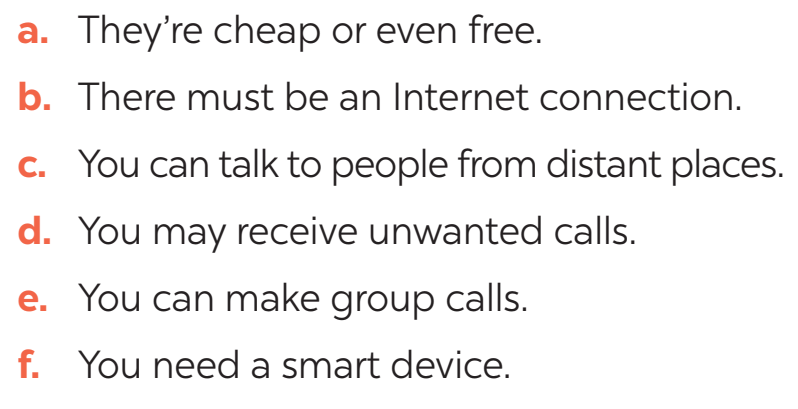 a. They’re cheap or even free.
b. There must be an Internet connection.
c. You can talk to people from distant places.
d. You may receive unwanted calls.
e. You can make group calls.
f. You need a smart device.